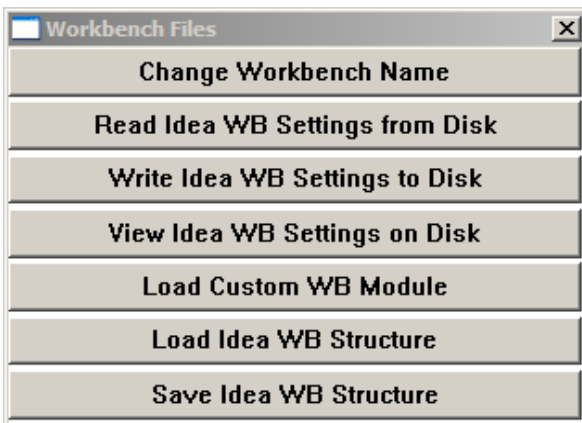 Workbench Files
Change Workbench Name
Read Idea WB Settings from Disk
Write Idea WB Settings to Disk
View Idea WB Settings on Disk
Load Custom WB Module
Load Idea WB Structure
Save Idea WB Structure